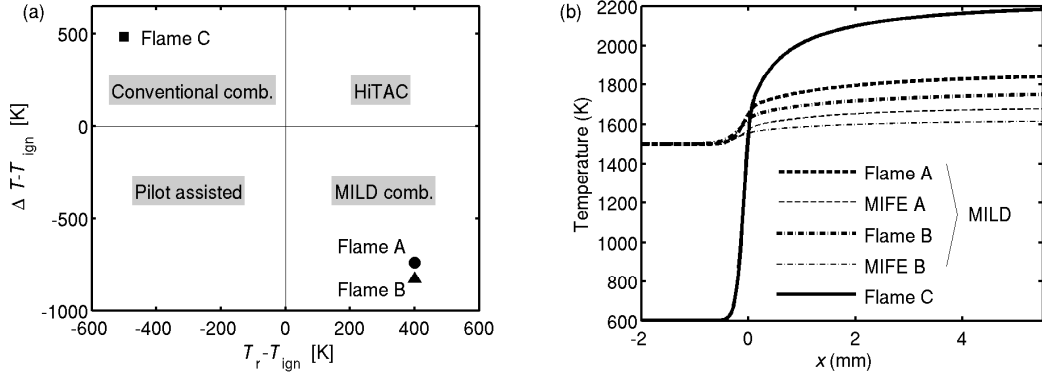 (a)
500
0
-500
-1000
Δ T-T_ign [K]
Flame C
Conventional comb.
HiTAC
Pilot assisted
MILD comb.
Flame A
Flame B
-600 -400 -200 0 200 400 600
T_r-T_ign [K]
(b)
2200
2000
1800
1600
1400
1200
1000
800
600
Temperature (K)
Flame A
MIFE A
Flame B
MIFE B
Flame C
MILD
-2 0 2 4
x (mm)